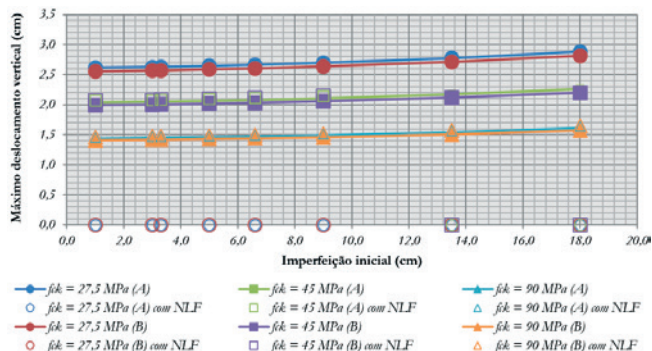 Máximo deslocamento vertical (cm)
3,5
3,0
2,5
2,0
1,5
1,0
0,5
0,0
0,0 2,0 4,0 6,0 8,0 10,0 12,0 14,0 16,0 18,0 20,0
Imperfeição inicial (cm)
fck = 27,5 MPa (A) fck = 45 MPa (A) fck = 90 MPa (A)
fck = 27,5 MPa (A) com NLF fck = 45 MPa (A) com NLF fck = 90 MPa (A) com NLF
fck = 27,5 MPa (B) fck = 45 MPa (B) fck = 90 MPa (B)
fck = 27,5 MPa (B) com NLF fck = 45 MPa (B) com NLF fck = 90 MPa (B) com NLF